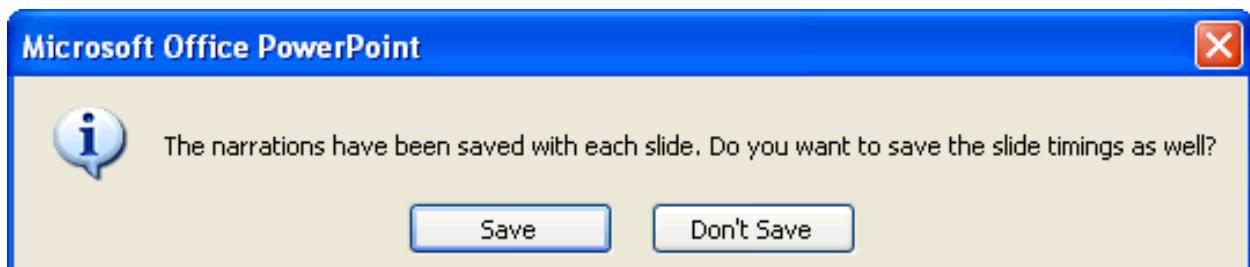 Microsoft Office PowerPoint
The narrations have been saved with each slide. Do you want to save the slide timings as well?
Save
Don't Save